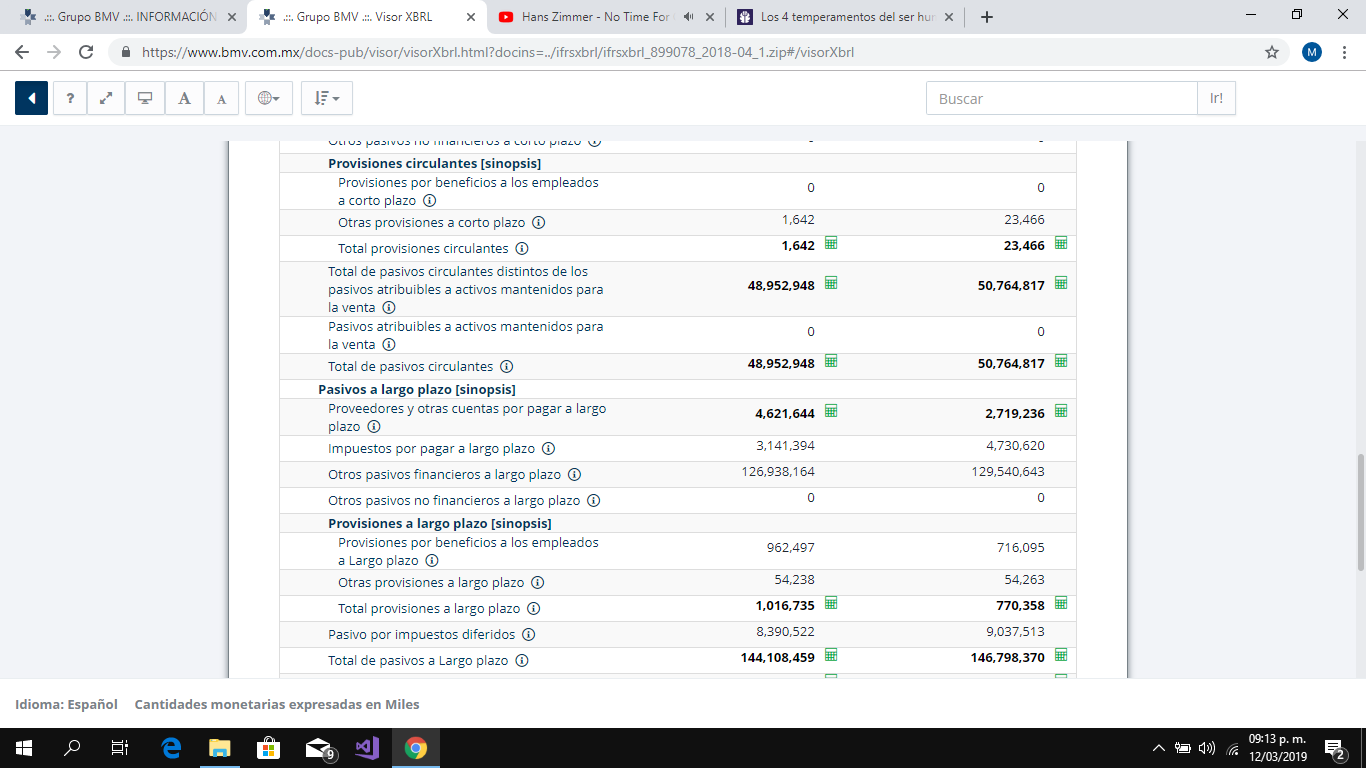 .::. Grupo BMV .::. INFORMACIÓN
.::. Grupo BMV .::. Visor XBRL
Hans Zimmer - No Time For
Los 4 temperamentos del ser hu
https://www.bmv.com.mx/docs-pub/visor/visorXbrl.html?docins=../ifrsxbrl/ifrsxbrl_899078_2018-04_1.zip#/visorXbrl
M
? A A
Buscar Ir!
Otros pasivos no financieros a corto plazo
Provisiones circulantes [sinopsis]
Provisiones por beneficios a los empleados
a corto plazo 0 0
Otras provisiones a corto plazo 1,642 23,466
Total provisiones circulantes 1,642 23,466
Total de pasivos circulantes distintos de los
pasivos atribuibles a activos mantenidos para 48,952,948 50,764,817
la venta
Pasivos atribuibles a activos mantenidos para
la venta 0 0
Total de pasivos circulantes 48,952,948 50,764,817
Pasivos a largo plazo [sinopsis]
Proveedores y otras cuentas por pagar a largo
plazo 4,621,644 2,719,236
Impuestos por pagar a largo plazo 3,141,394 4,730,620
Otros pasivos financieros a largo plazo 126,938,164 129,540,643
Otros pasivos no financieros a largo plazo 0 0
Provisiones a largo plazo [sinopsis]
Provisiones por beneficios a los empleados
a Largo plazo 962,497 716,095
Otras provisiones a largo plazo 54,238 54,263
Total provisiones a largo plazo 1,016,735 770,358
Pasivo por impuestos diferidos 8,390,522 9,037,513
Total de pasivos a Largo plazo 144,108,459 146,798,370
Idioma: Español Cantidades monetarias expresadas en Miles
9
09:13 p. m.
12/03/2019
2